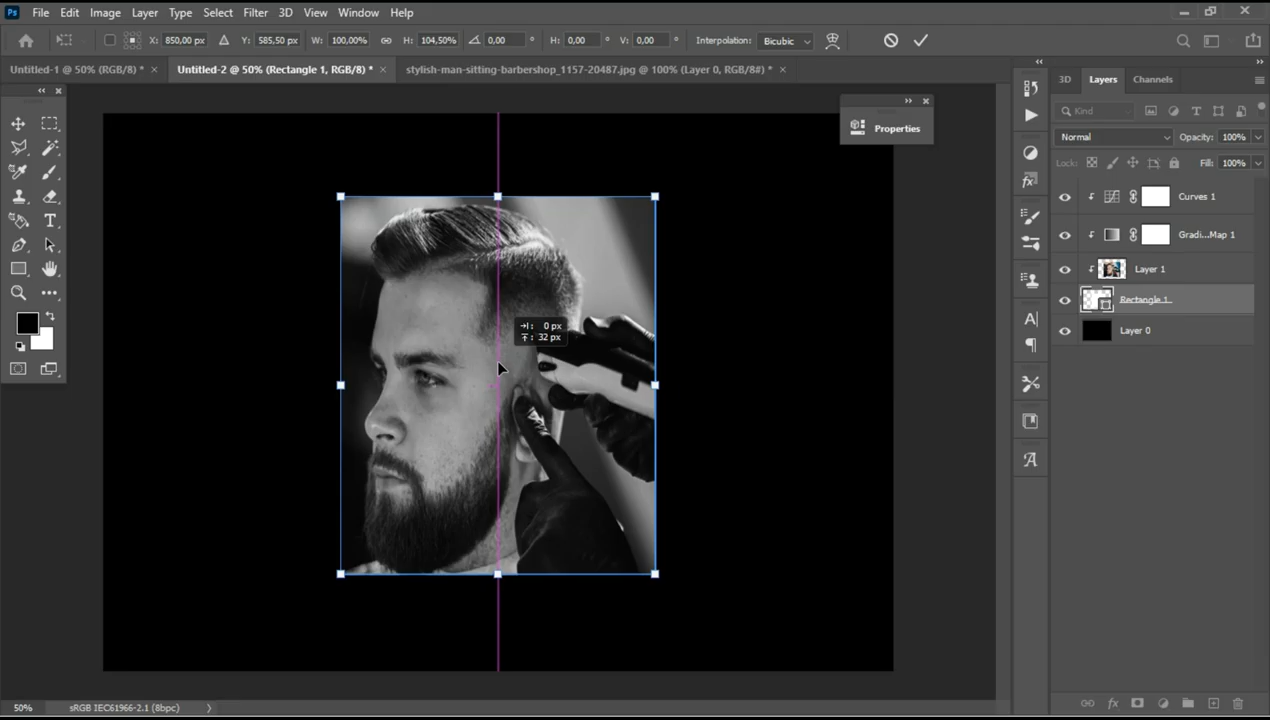 Ps File Edit Image Layer Type Select Filter 3D View Window Help
X: 850,00 px Y: 585,50 px W: 100,00% H: 104,50% 0,00 ° H: 0,00 ° V: 0,00 ° Interpolation: Bicubic
Untitled-1 @ 50% (RGB/8) * × Untitled-2 @ 50% (Rectangle 1, RGB/8) * × stylish-man-sitting-barbershop_1157-20487.jpg @ 100% (Layer 0, RGB/8#) * ×
3D Layers Channels
Kind
Properties
Normal Opacity: 100%
Lock: Fill: 100%
Curves 1
Gradi...Map 1
Layer 1
Rectangle 1
Layer 0
→|: 0 px
32 px
50% sRGB IEC61966-2.1 (8bpc)